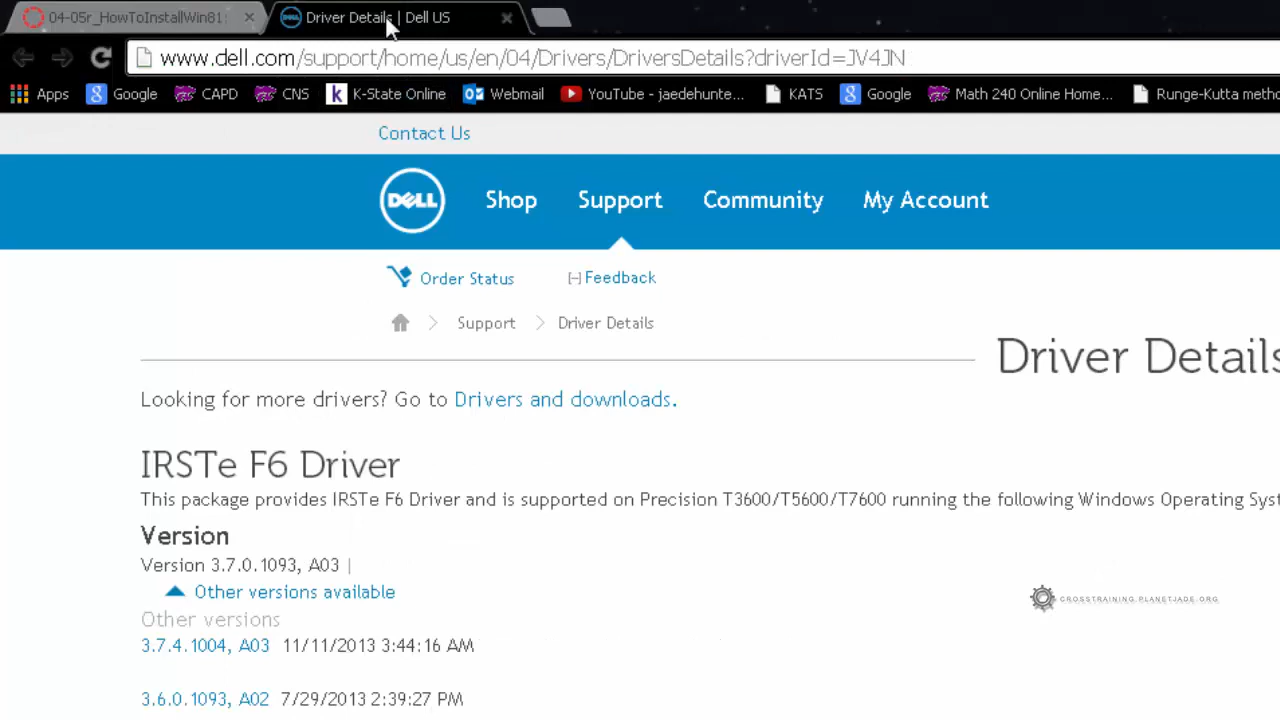 04-05r_HowToInstallWin81
Driver Details | Dell US
www.dell.com/support/home/us/en/04/Drivers/DriversDetails?driverId=JV4JN
Apps Google CAPD CNS K-State Online Webmail YouTube - jaedehunte... KATS Google Math 240 Online Home... Runge-Kutta metho
Contact Us
DELL Shop Support Community My Account
Order Status [-] Feedback
Support Driver Details
Driver Details
Looking for more drivers? Go to Drivers and downloads.
IRSTe F6 Driver
This package provides IRSTe F6 Driver and is supported on Precision T3600/T5600/T7600 running the following Windows Operating Syst
Version
Version 3.7.0.1093, A03 |
Other versions available
Other versions
3.7.4.1004, A03 11/11/2013 3:44:16 AM
CROSSTRAINING.PLANETJADE.ORG
3.6.0.1093, A02 7/29/2013 2:39:27 PM